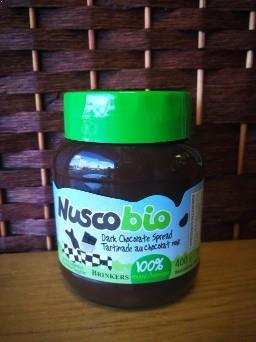 Nuscobio
Dark Chocolate Spread
Tartinade au chocolat noir
BRINKERS
100%
400 g